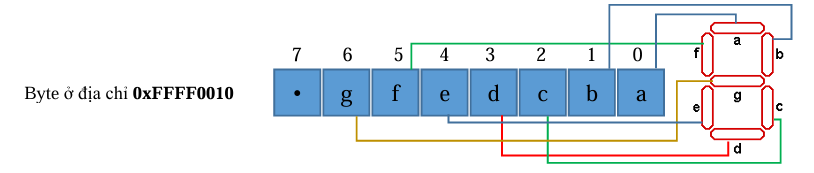 7 6 5 4 3 2 1 0
Byte ở địa chỉ 0xFFFF0010
• g f e d c b a
a
f b
g
e c
d